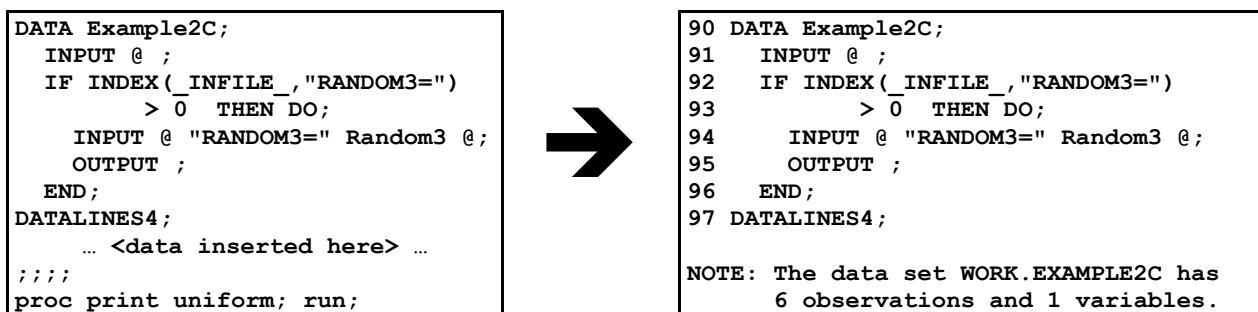 DATA Example2C;
INPUT @ ;
IF INDEX(_INFILE_,"RANDOM3=")
> 0 THEN DO;
INPUT @ "RANDOM3=" Random3 @;
OUTPUT ;
END;
DATALINES4;
… <data inserted here> …
;;;;
proc print uniform; run;
90 DATA Example2C;
91 INPUT @ ;
92 IF INDEX(_INFILE_,"RANDOM3=")
93 > 0 THEN DO;
94 INPUT @ "RANDOM3=" Random3 @;
95 OUTPUT ;
96 END;
97 DATALINES4;
NOTE: The data set WORK.EXAMPLE2C has
6 observations and 1 variables.